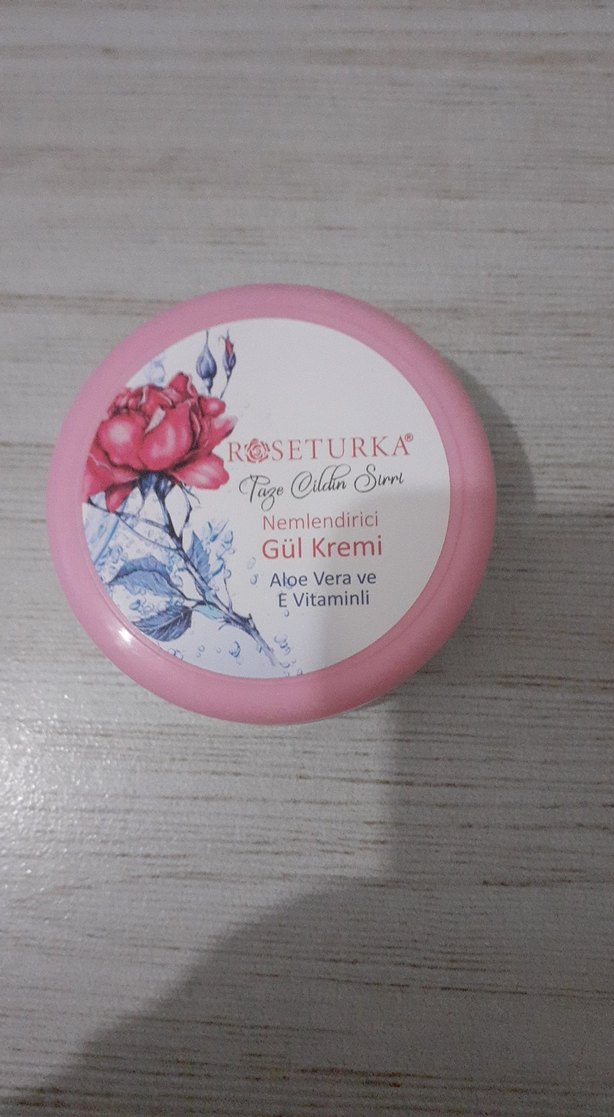 ROSETURKA®
Taze Cildin Sırrı
Nemlendirici
Gül Kremi
Aloe Vera ve
E Vitaminli